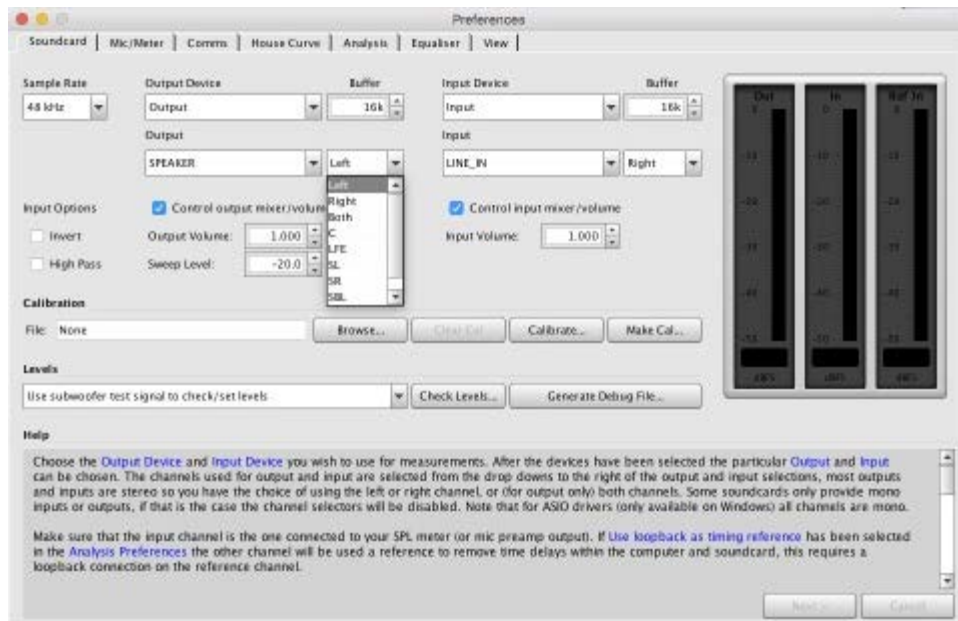 Preferences
Soundcard Mic/Meter Comms House Curve Analysis Equaliser View
Sample Rate Output Device Buffer Input Device Buffer
48 kHz Output 16k Input 16k
Output Input
SPEAKER Left LINE_IN Right
Left
Right
Both
C
LFE
SL
SR
SBL
Input Options Control output mixer/volum Control input mixer/volume
Invert Output Volume: 1.000 Input Volume: 1.000
High Pass Sweep Level: -20.0
Calibration
File: None Browse... Clear Cal Calibrate... Make Cal...
Levels
Use subwoofer test signal to check/set levels Check Levels... Generate Debug File...
Out In Ref In
dBFS dBFS dBFS
Help
Choose the Output Device and Input Device you wish to use for measurements. After the devices have been selected the particular Output and Input
can be chosen. The channels used for output and input are selected from the drop downs to the right of the output and input selections, most outputs
and inputs are stereo so you have the choice of using the left or right channel, or (for output only) both channels. Some soundcards only provide mono
inputs or outputs, if that is the case the channel selectors will be disabled. Note that for ASIO drivers (only available on Windows) all channels are mono.
Make sure that the input channel is the one connected to your SPL meter (or mic preamp output). If Use loopback as timing reference has been selected
in the Analysis Preferences the other channel will be used a reference to remove time delays within the computer and soundcard, this requires a
loopback connection on the reference channel.
Next > Cancel